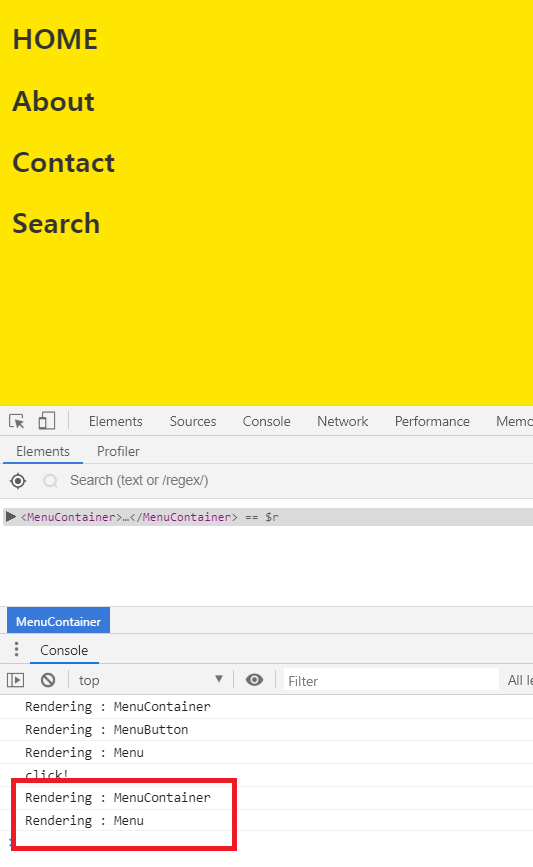 HOME
About
Contact
Search
Elements Sources Console Network Performance Memo
Elements Profiler
Search (text or /regex/)
<MenuContainer>…</MenuContainer> == $r
MenuContainer
Console
top Filter All le
Rendering : MenuContainer
Rendering : MenuButton
Rendering : Menu
click!
Rendering : MenuContainer
Rendering : Menu